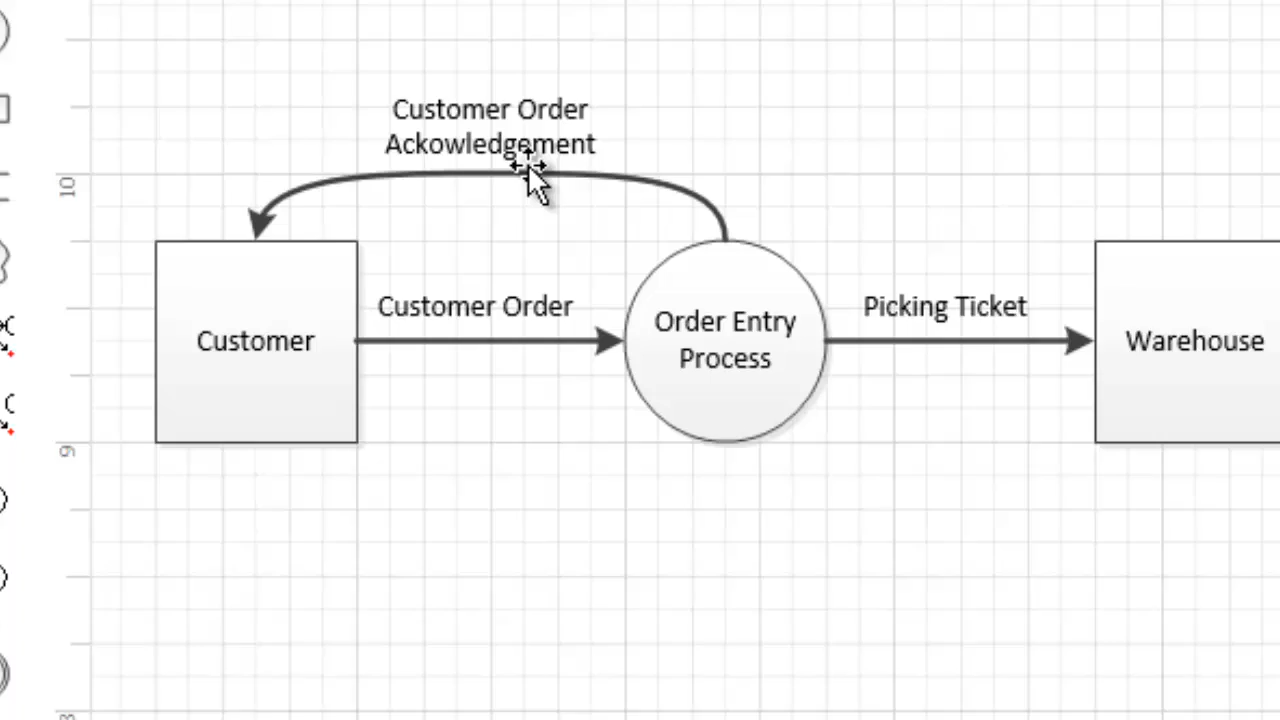 Customer Order
Ackowledgement
10
Customer Order
Picking Ticket
Customer
Order Entry
Process
Warehouse
9